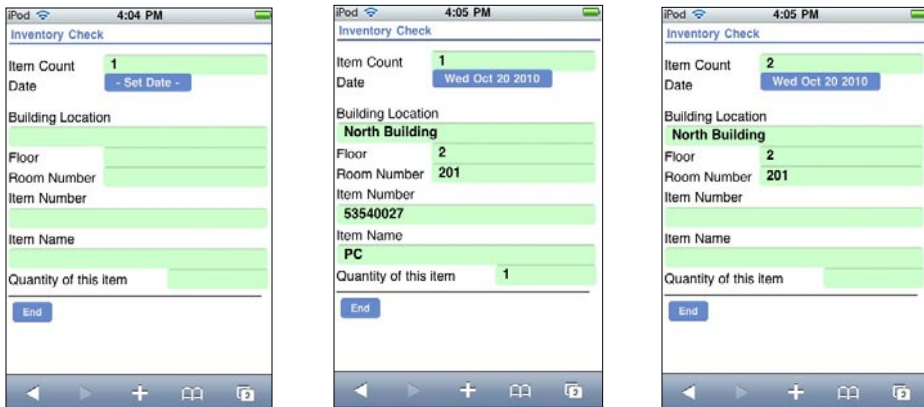 iPod 4:04 PM
Inventory Check
Item Count 1
Date - Set Date -
Building Location
Floor
Room Number
Item Number
Item Name
Quantity of this item
End
2
iPod 4:05 PM
Inventory Check
Item Count 1
Date Wed Oct 20 2010
Building Location
North Building
Floor 2
Room Number 201
Item Number
53540027
Item Name
PC
Quantity of this item 1
End
2
iPod 4:05 PM
Inventory Check
Item Count 2
Date Wed Oct 20 2010
Building Location
North Building
Floor 2
Room Number 201
Item Number
Item Name
Quantity of this item
End
2